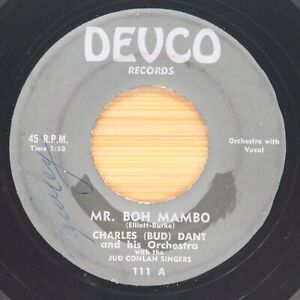 DEVCO
RECORDS
45 R.P.M.
Time 1:58
Orchestra with
Vocal
MR. BOH MAMBO
(Elliott-Burke)
CHARLES (BUD) DANT
and his Orchestra
with the
JUD CONLAN SINGERS
111 A